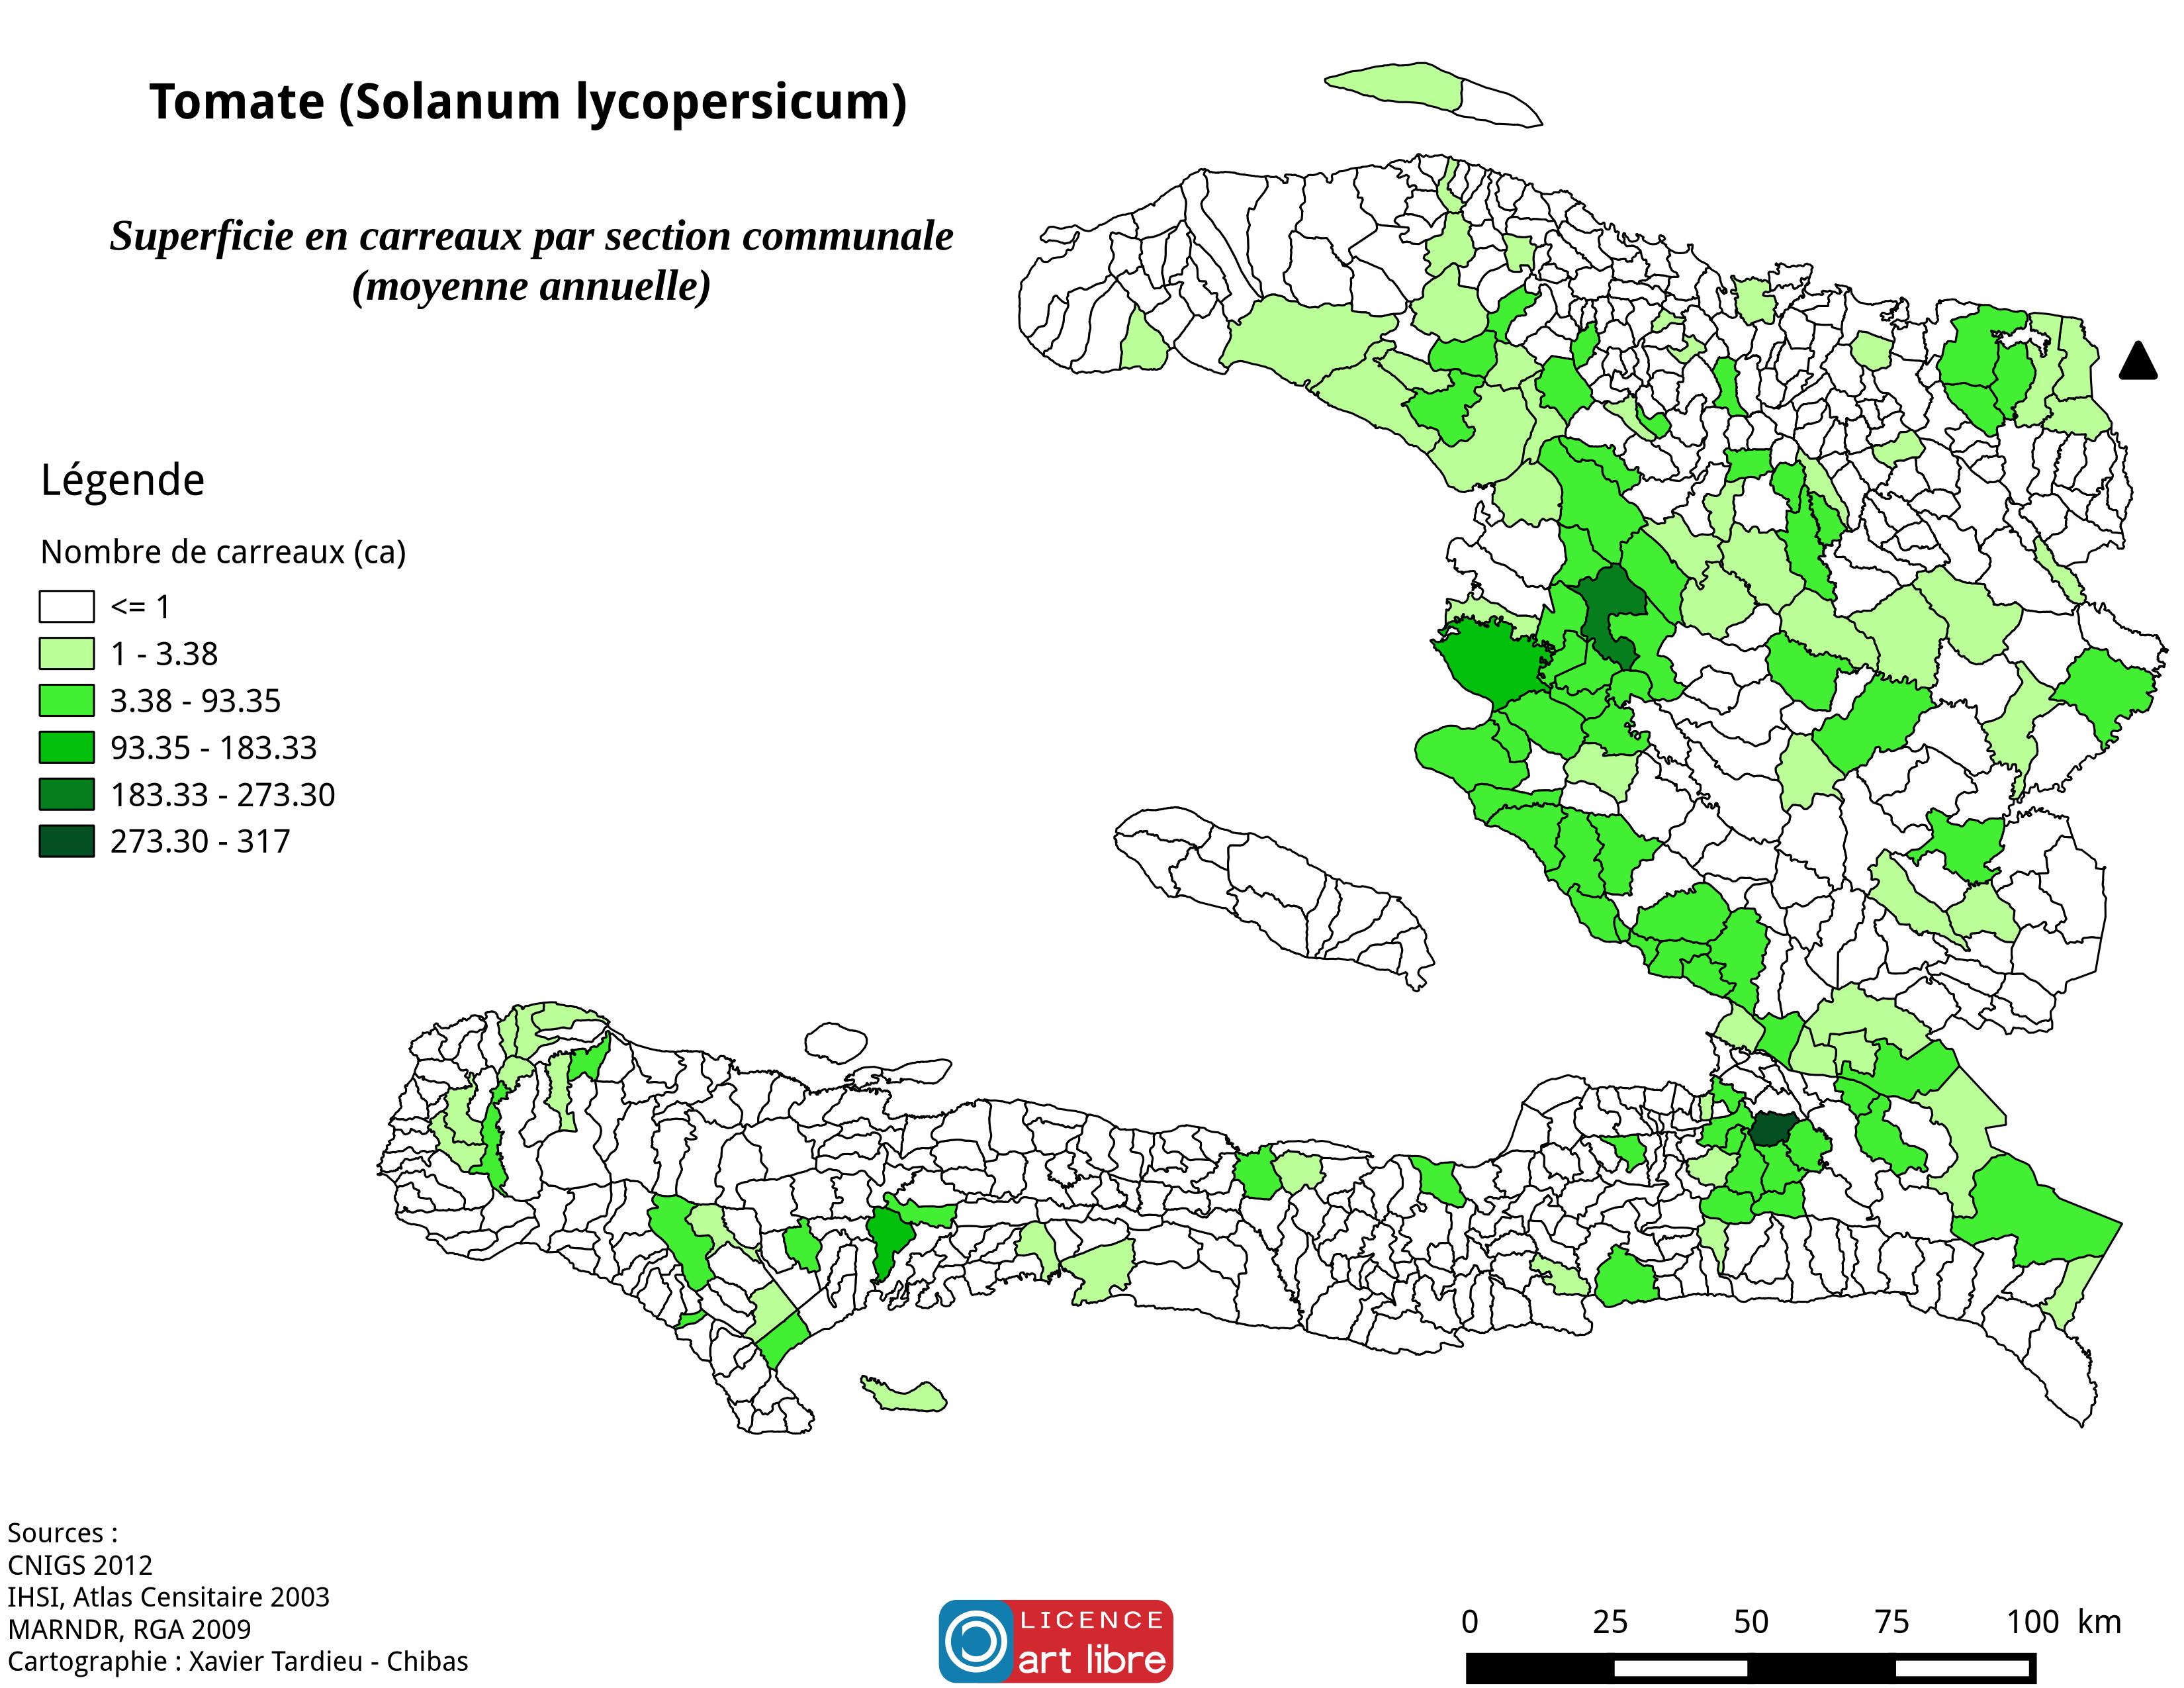 Tomate (Solanum lycopersicum)
Superficie en carreaux par section communale
(moyenne annuelle)
Légende
Nombre de carreaux (ca)
<= 1
1 - 3.38
3.38 - 93.35
93.35 - 183.33
183.33 - 273.30
273.30 - 317
Sources :
CNIGS 2012
IHSI, Atlas Censitaire 2003
MARNDR, RGA 2009
Cartographie : Xavier Tardieu - Chibas
LICENCE
art libre
0 25 50 75 100 km